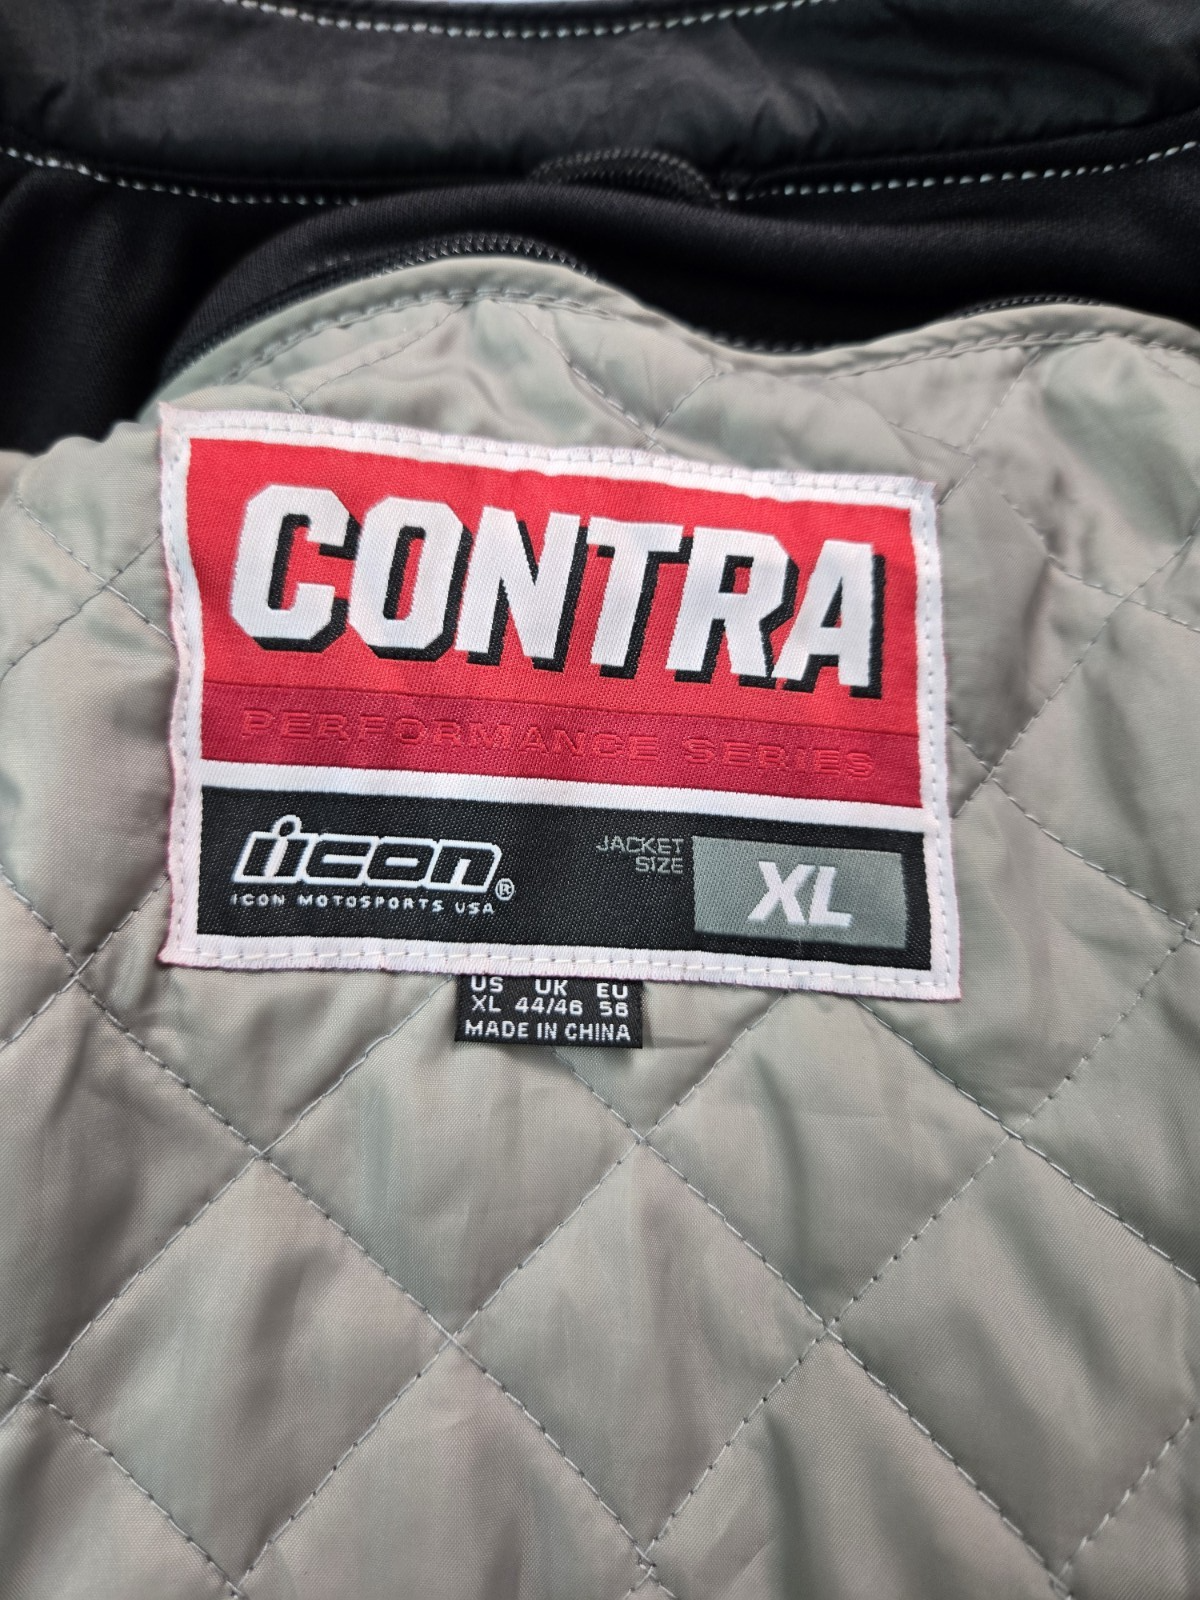 CONTRA
PERFORMANCE SERIES
icon®
ICON MOTOSPORTS USA
JACKET
SIZE
XL
US UK EU
XL 44/46 56
MADE IN CHINA